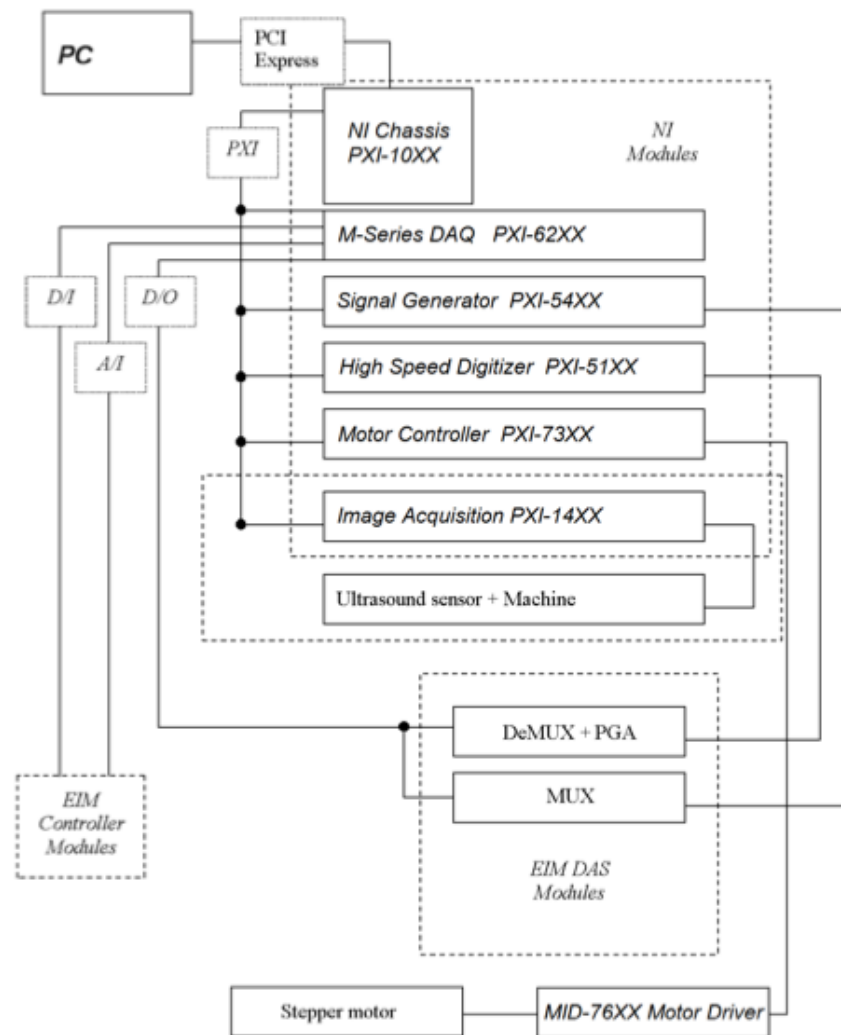 PC
PCI
Express
NI Chassis
PXI-10XX
NI
Modules
PXI
M-Series DAQ PXI-62XX
D/I
D/O
Signal Generator PXI-54XX
A/I
High Speed Digitizer PXI-51XX
Motor Controller PXI-73XX
Image Acquisition PXI-14XX
Ultrasound sensor + Machine
DeMUX + PGA
MUX
EIM
Controller
Modules
EIM DAS
Modules
Stepper motor
MID-76XX Motor Driver